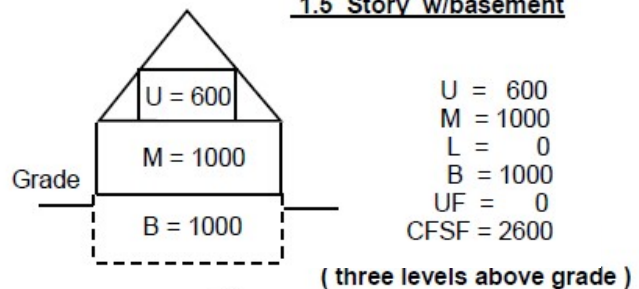 1.5 Story w/basement
U = 600
M = 1000
Grade
B = 1000
U = 600
M = 1000
L = 0
B = 1000
UF = 0
CFSF = 2600
( three levels above grade )